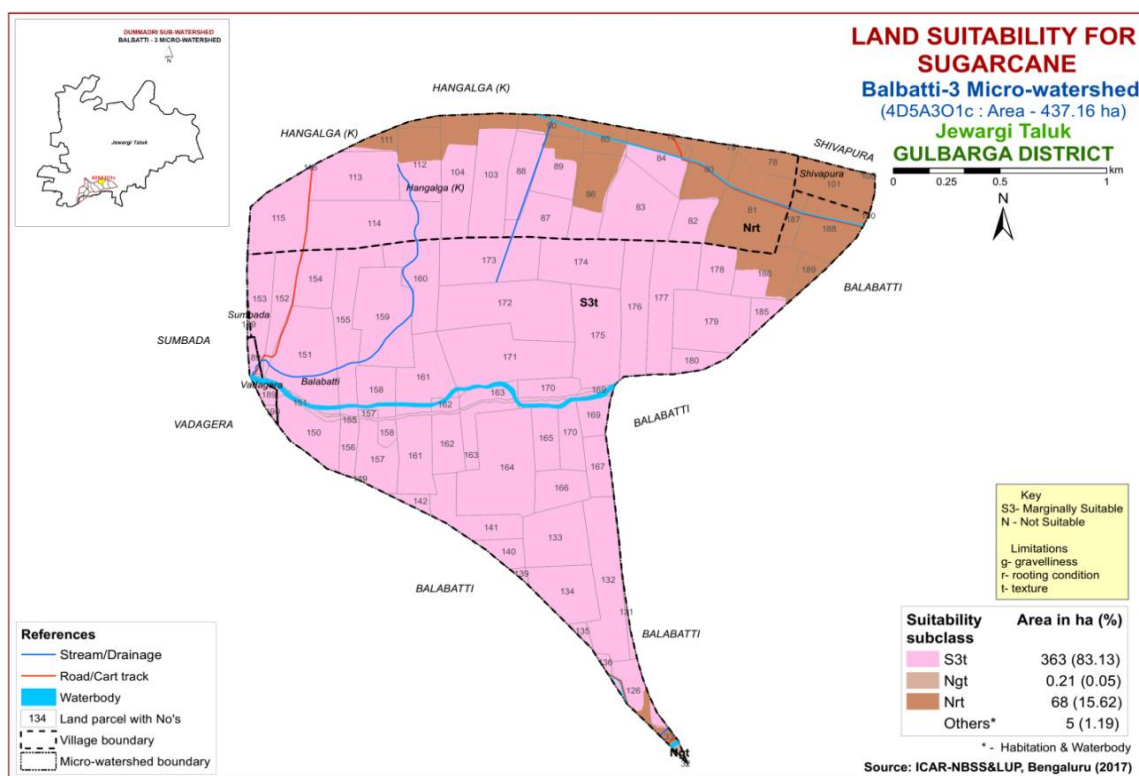 DUMMADRI SUB-WATERSHED
BALBATTI - 3 MICRO-WATERSHED
N
Jewargi Taluk
4D5A3O1c
LAND SUITABILITY FOR
SUGARCANE
Balbatti-3 Micro-watershed
(4D5A3O1c : Area - 437.16 ha)
Jewargi Taluk
GULBARGA DISTRICT
km
0 0.25 0.5 1
N
HANGALGA (K)
HANGALGA (K)
SHIVAPURA
111
85
84
78
101
113
112
104
103
88
89
86
80
Shivapura
Hangalga (K)
115
114
87
83
82
81
187
188
Nrt
173
174
178
186
189
BALABATTI
153
152
154
160
172
S3t
176
177
185
Sumbada
155
159
175
179
SUMBADA
151
171
180
Vadagera
Balabatti
158
161
170
169
163
151
162
VADAGERA
BALABATTI
150
165
157
158
156
157
161
162
163
164
165
170
169
167
149
142
166
141
133
140
139
134
132
BALABATTI
131
135
BALABATTI
136
126
Ngt
Key
S3- Marginally Suitable
N - Not Suitable
Limitations
g- gravelliness
r- rooting condition
t- texture
References
Stream/Drainage
Road/Cart track
Waterbody
134 Land parcel with No's
Village boundary
Micro-watershed boundary
Suitability subclass Area in ha (%)
S3t 363 (83.13)
Ngt 0.21 (0.05)
Nrt 68 (15.62)
Others* 5 (1.19)
* - Habitation & Waterbody
Source: ICAR-NBSS&LUP, Bengaluru (2017)